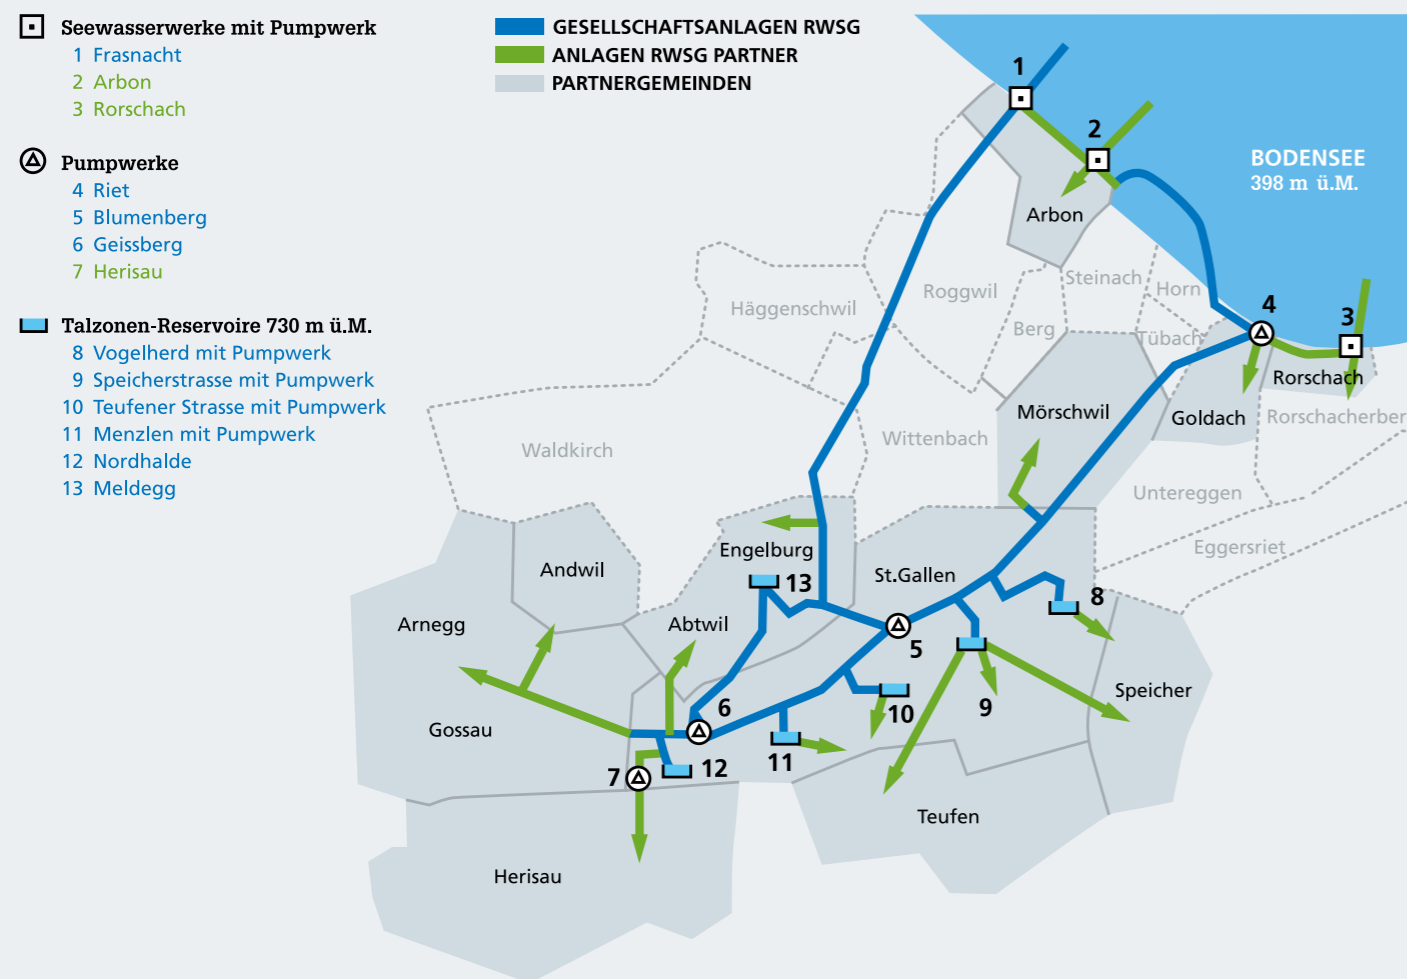 Seewasserwerke mit Pumpwerk
1 Frasnacht
2 Arbon
3 Rorschach
Pumpwerke
4 Riet
5 Blumenberg
6 Geissberg
7 Herisau
Talzonen-Reservoire 730 m ü.M.
8 Vogelherd mit Pumpwerk
9 Speicherstrasse mit Pumpwerk
10 Teufener Strasse mit Pumpwerk
11 Menzlen mit Pumpwerk
12 Nordhalde
13 Meldegg
GESELLSCHAFTSANLAGEN RWSG
ANLAGEN RWSG PARTNER
PARTNERGEMEINDEN
1
2
BODENSEE
398 m ü.M.
Arbon
Steinach
Horn
Roggwil
Häggenschwil
Berg
Tübach
4
3
Rorschach
Mörschwil
Goldach
Rorschacherber
Wittenbach
Waldkirch
Untereggen
Eggersriet
Engelburg
Andwil
13
St.Gallen
8
Arnegg
Abtwil
5
Speicher
6
10
9
Gossau
11
12
7
Teufen
Herisau